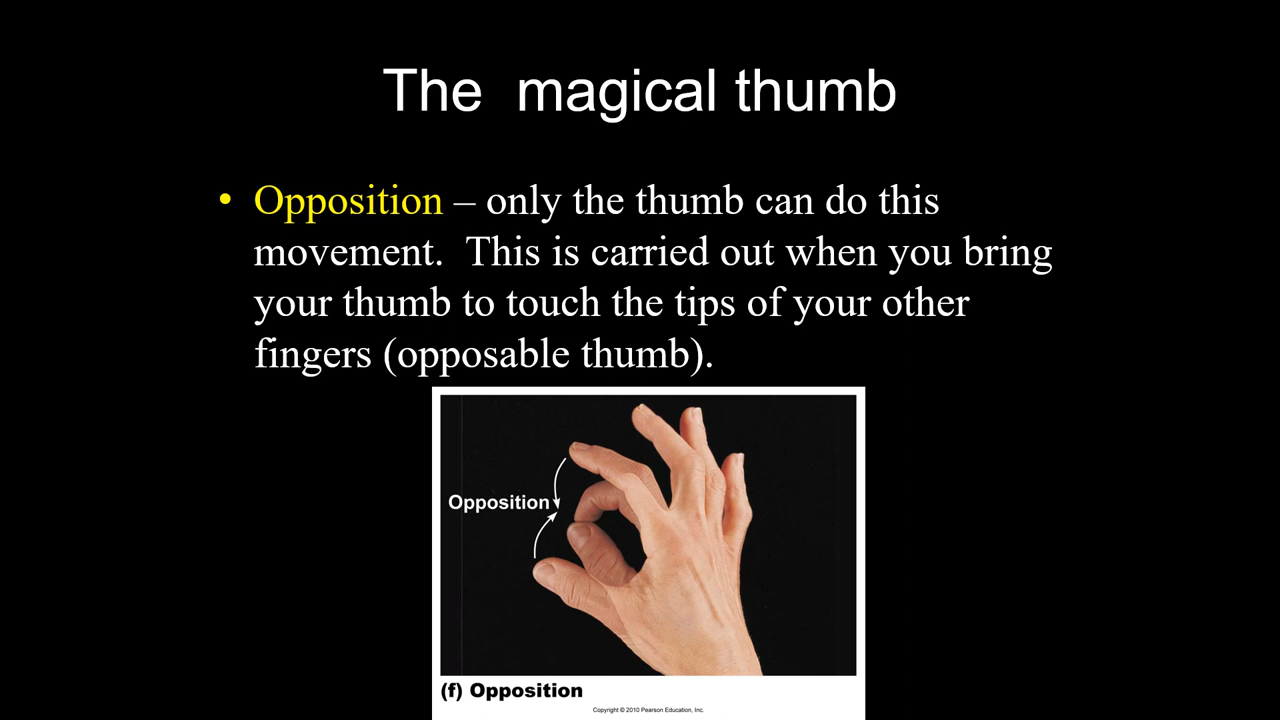 The  magical thumb
• Opposition – only the thumb can do this
movement.  This is carried out when you bring
your thumb to touch the tips of your other
fingers (opposable thumb).
Opposition
(f) Opposition
Copyright © 2010 Pearson Education, Inc.